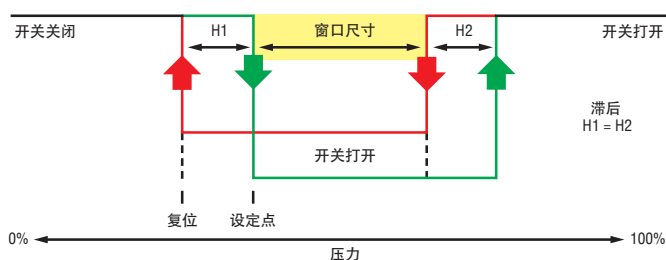 开关关闭
H1
窗口尺寸
H2
开关打开
滞后
H1 = H2
开关打开
复位
设定点
0%
100%
压力